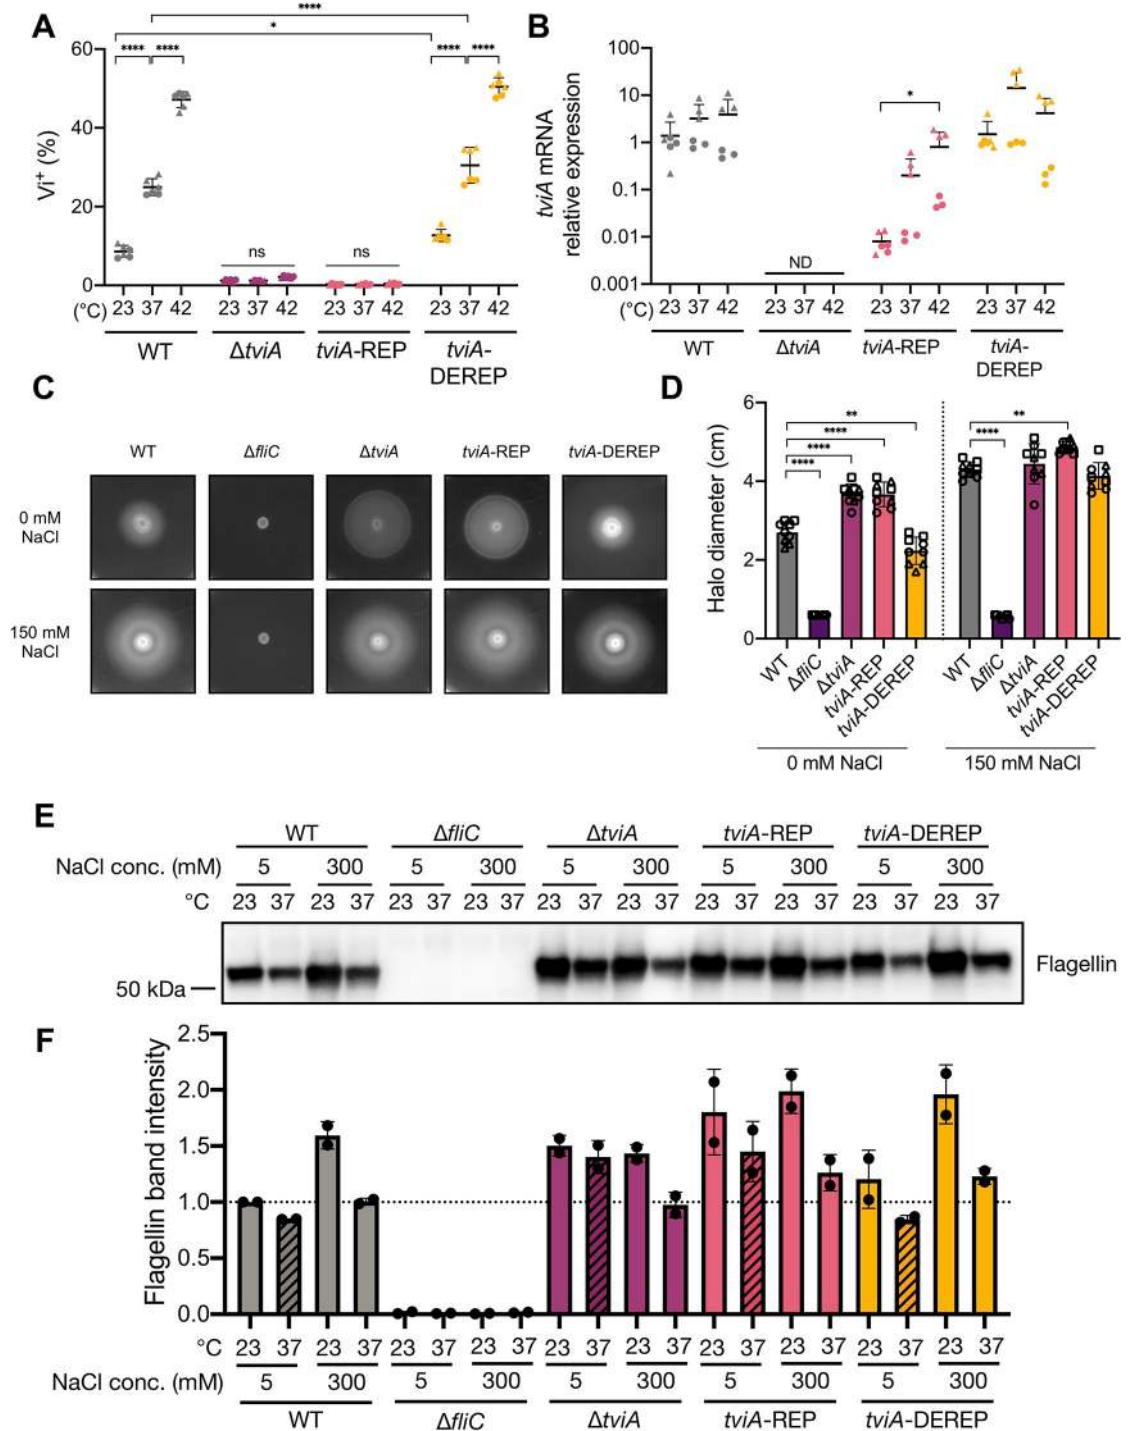 A
B
****
*
**** ****
**** ****
60
40
20
0
Vi⁺ (%)
ns
ns
(°C)
23 37 42
23 37 42
23 37 42
23 37 42
WT
ΔtviA
tviA-REP
tviA-
DEREP
100
10
1
0.1
0.01
0.001
tviA mRNA
relative expression
*
ND
(°C)
23 37 42
23 37 42
23 37 42
23 37 42
WT
ΔtviA
tviA-REP
tviA-
DEREP
C
WT
ΔfliC
ΔtviA
tviA-REP
tviA-DEREP
0 mM
NaCl
150 mM
NaCl
D
6
4
2
0
Halo diameter (cm)
**
****
****
****
**
****
WT
ΔfliC
ΔtviA
tviA-REP
tviA-DEREP
WT
ΔfliC
ΔtviA
tviA-REP
tviA-DEREP
0 mM NaCl
150 mM NaCl
E
WT ΔfliC ΔtviA tviA-REP tviA-DEREP
NaCl conc. (mM) 5 300 5 300 5 300 5 300 5 300
°C 23 37 23 37 23 37 23 37 23 37 23 37 23 37 23 37 23 37 23 37
50 kDa
Flagellin
F
2.5
2.0
1.5
1.0
0.5
0.0
Flagellin band intensity
°C 23 37 23 37 23 37 23 37 23 37 23 37 23 37 23 37 23 37 23 37
NaCl conc. (mM) 5 300 5 300 5 300 5 300 5 300
WT ΔfliC ΔtviA tviA-REP tviA-DEREP